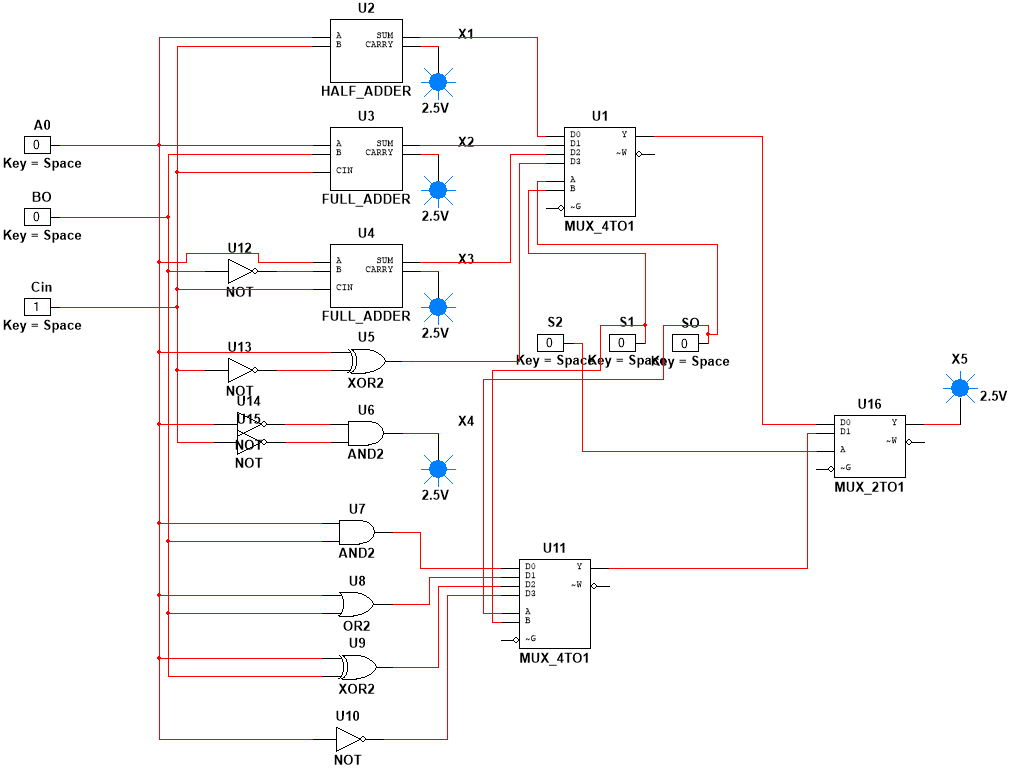 U2
A
B
SUM
CARRY
HALF_ADDER
X1
2.5V
A0
0
Key = Space
U3
A
B
CIN
SUM
CARRY
FULL_ADDER
X2
2.5V
U1
D0
D1
D2
D3
A
B
~G
Y
~W
MUX_4TO1
BO
0
Key = Space
U12
NOT
U4
A
B
CIN
SUM
CARRY
FULL_ADDER
X3
2.5V
Cin
1
Key = Space
U13
NOT
U5
XOR2
S2
0
Key = Space
S1
0
Key = Space
SO
0
Key = Space
X5
2.5V
U14
NOT
U15
NOT
U6
AND2
X4
2.5V
U16
D0
D1
A
~G
Y
~W
MUX_2TO1
U7
AND2
U8
OR2
U11
D0
D1
D2
D3
A
B
~G
Y
~W
MUX_4TO1
U9
XOR2
U10
NOT